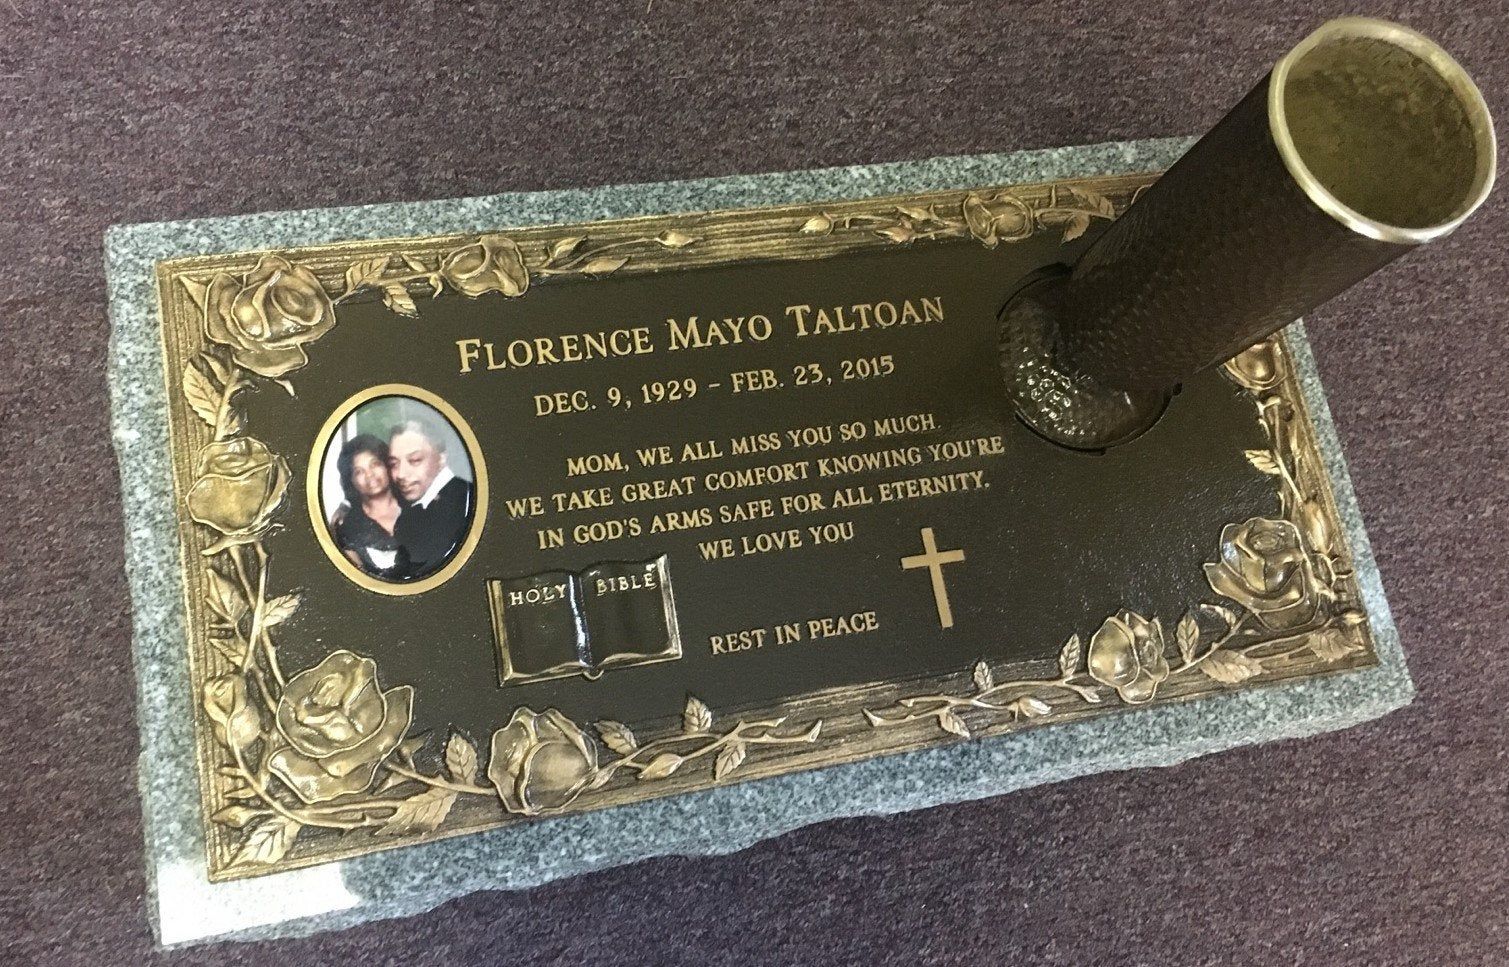 FLORENCE MAYO TALTOAN
DEC. 9, 1929 – FEB. 23, 2015
MOM, WE ALL MISS YOU SO MUCH.
WE TAKE GREAT COMFORT KNOWING YOU'RE
IN GOD'S ARMS SAFE FOR ALL ETERNITY.
WE LOVE YOU
HOLY BIBLE
REST IN PEACE